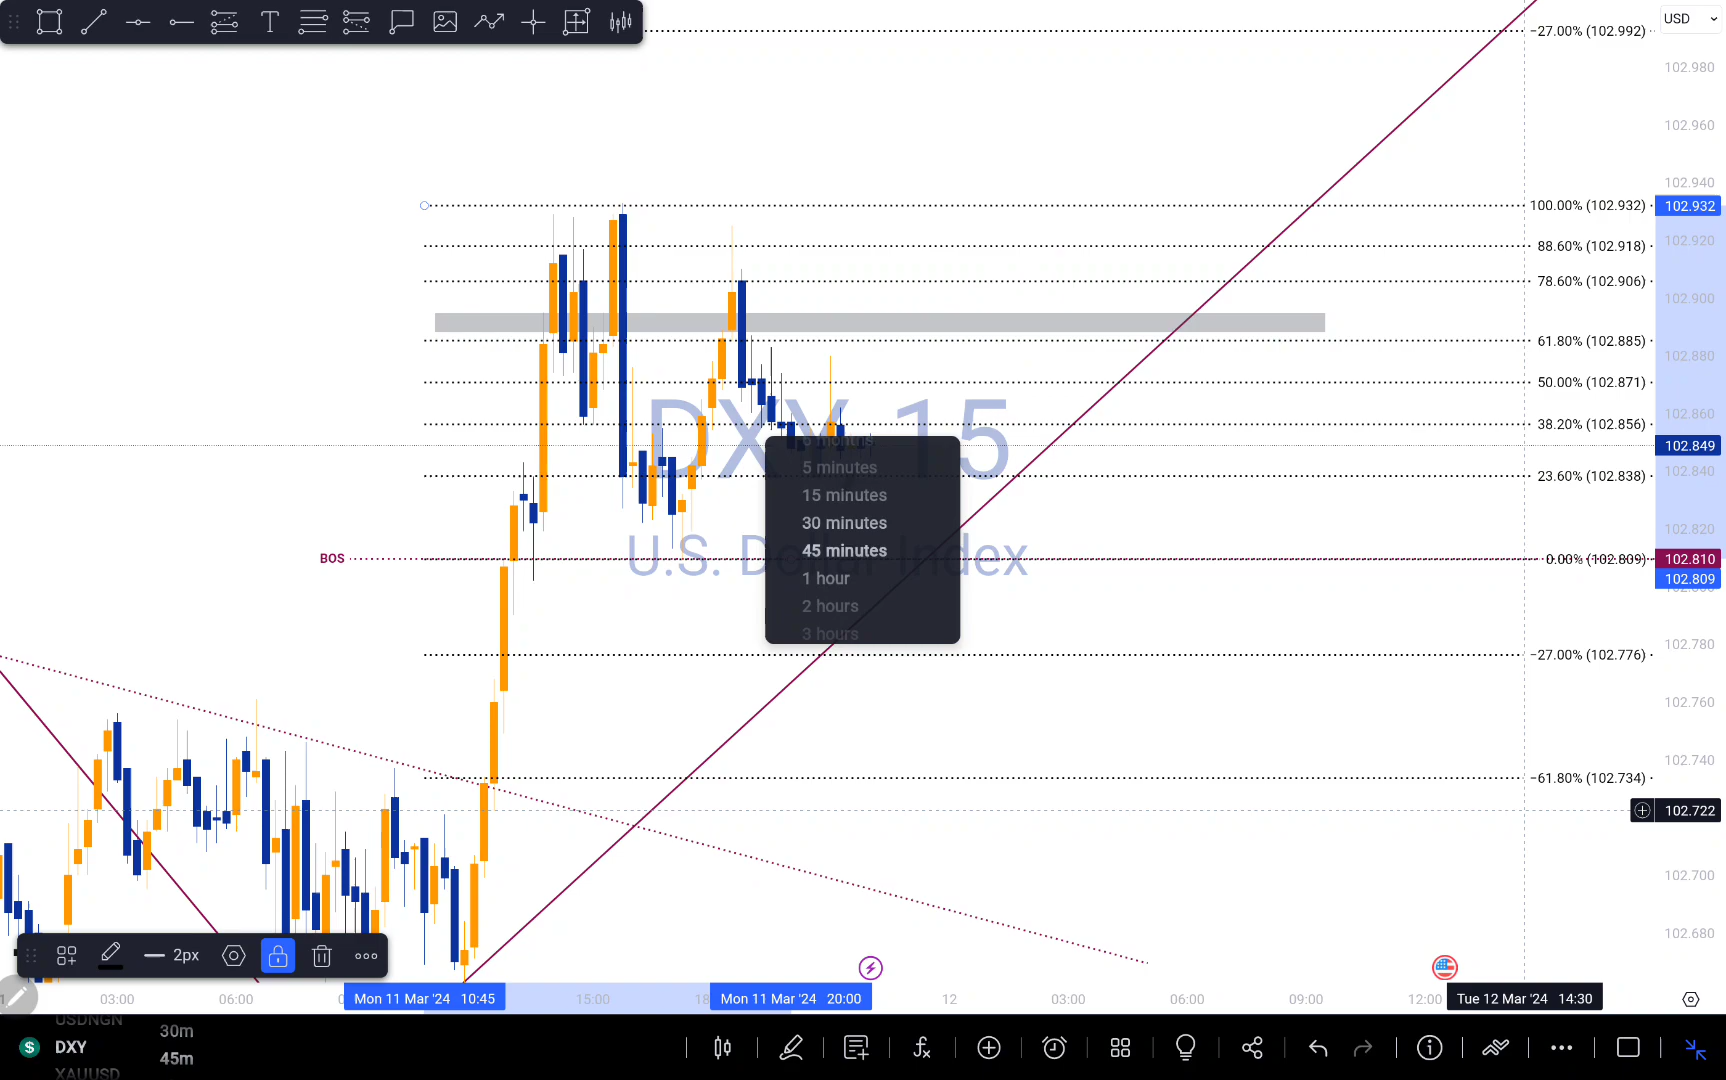 2px
USD
−27.00% (102.992)
102.980
102.960
102.940
100.00% (102.932)
102.932
102.920
88.60% (102.918)
78.60% (102.906)
102.900
61.80% (102.885)
102.880
50.00% (102.871)
38.20% (102.856)
102.860
102.849
102.840
23.60% (102.838)
102.820
BOS
0.00% (102.809)
102.810
102.809
102.780
−27.00% (102.776)
102.760
102.740
−61.80% (102.734)
102.722
102.700
102.680
DXY, 15
U.S. Dollar Index
6 months
5 minutes
15 minutes
30 minutes
45 minutes
1 hour
2 hours
3 hours
03:00
06:00
Mon 11 Mar '24 10:45
15:00
18
Mon 11 Mar '24 20:00
12
03:00
06:00
09:00
12:00
Tue 12 Mar '24 14:30
USDNGN
30m
DXY
45m
XAUUSD